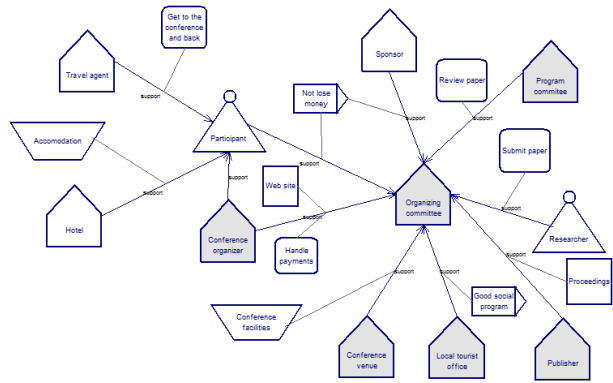 Get to the
conference
and back
Travel agent
Sponsor
Review paper
Program
commitee
support
Not lose
money
support
support
support
Accomodation
Participant
Submit paper
support
support
support
Web site
support
Organizing
committee
support
Hotel
Conference
organizer
Handle
payments
Researcher
support
Proceedings
support
support
Conference
facilities
Good social
program
Conference
venue
Local tourist
office
Publisher